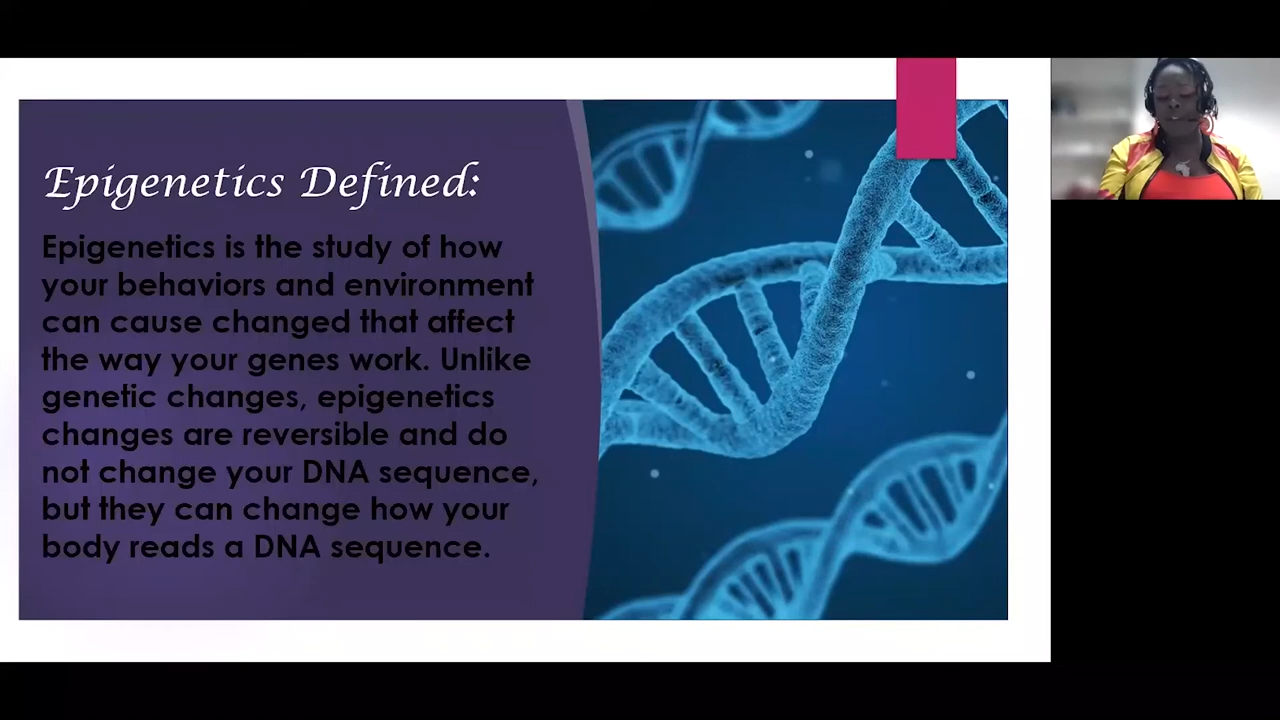 Epigenetics Defined:
Epigenetics is the study of how
your behaviors and environment
can cause changed that affect
the way your genes work. Unlike
genetic changes, epigenetics
changes are reversible and do
not change your DNA sequence,
but they can change how your
body reads a DNA sequence.